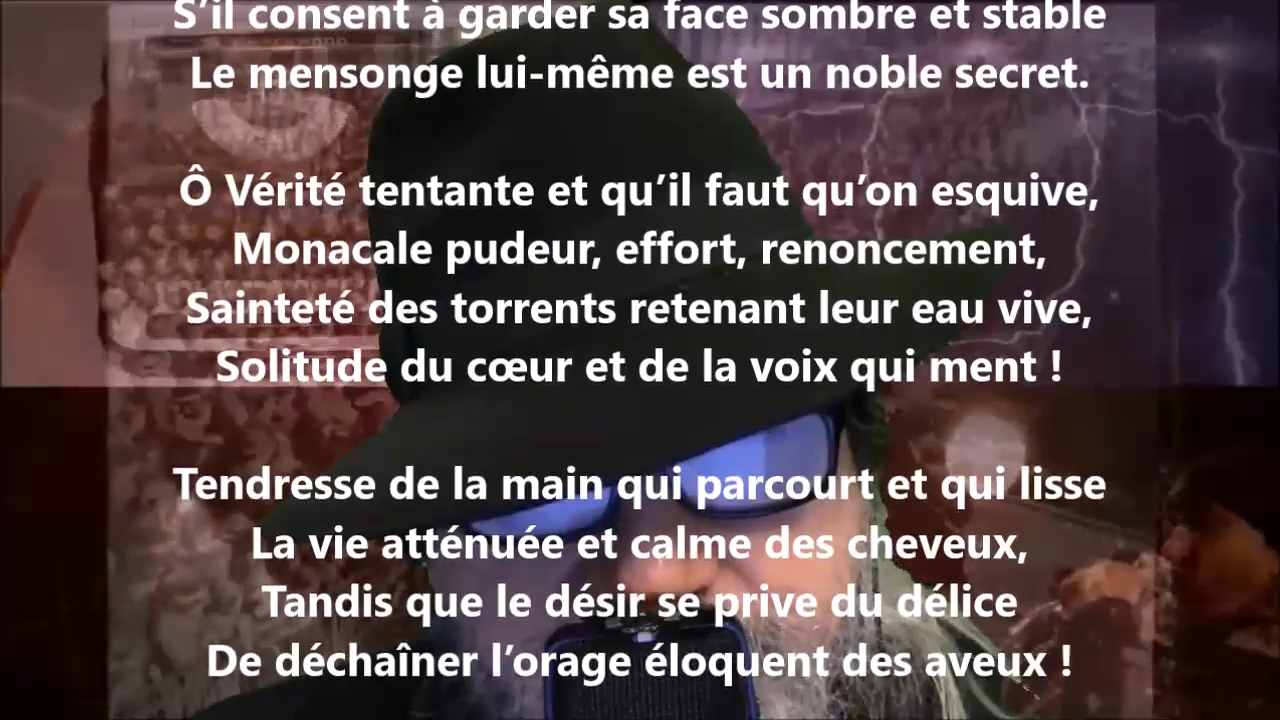 S’il consent à garder sa face sombre et stable
Le mensonge lui-même est un noble secret.
Ô Vérité tentante et qu’il faut qu’on esquive,
Monacale pudeur, effort, renoncement,
Sainteté des torrents retenant leur eau vive,
Solitude du cœur et de la voix qui ment !
Tendresse de la main qui parcourt et qui lisse
La vie atténuée et calme des cheveux,
Tandis que le désir se prive du délice
De déchaîner l’orage éloquent des aveux !